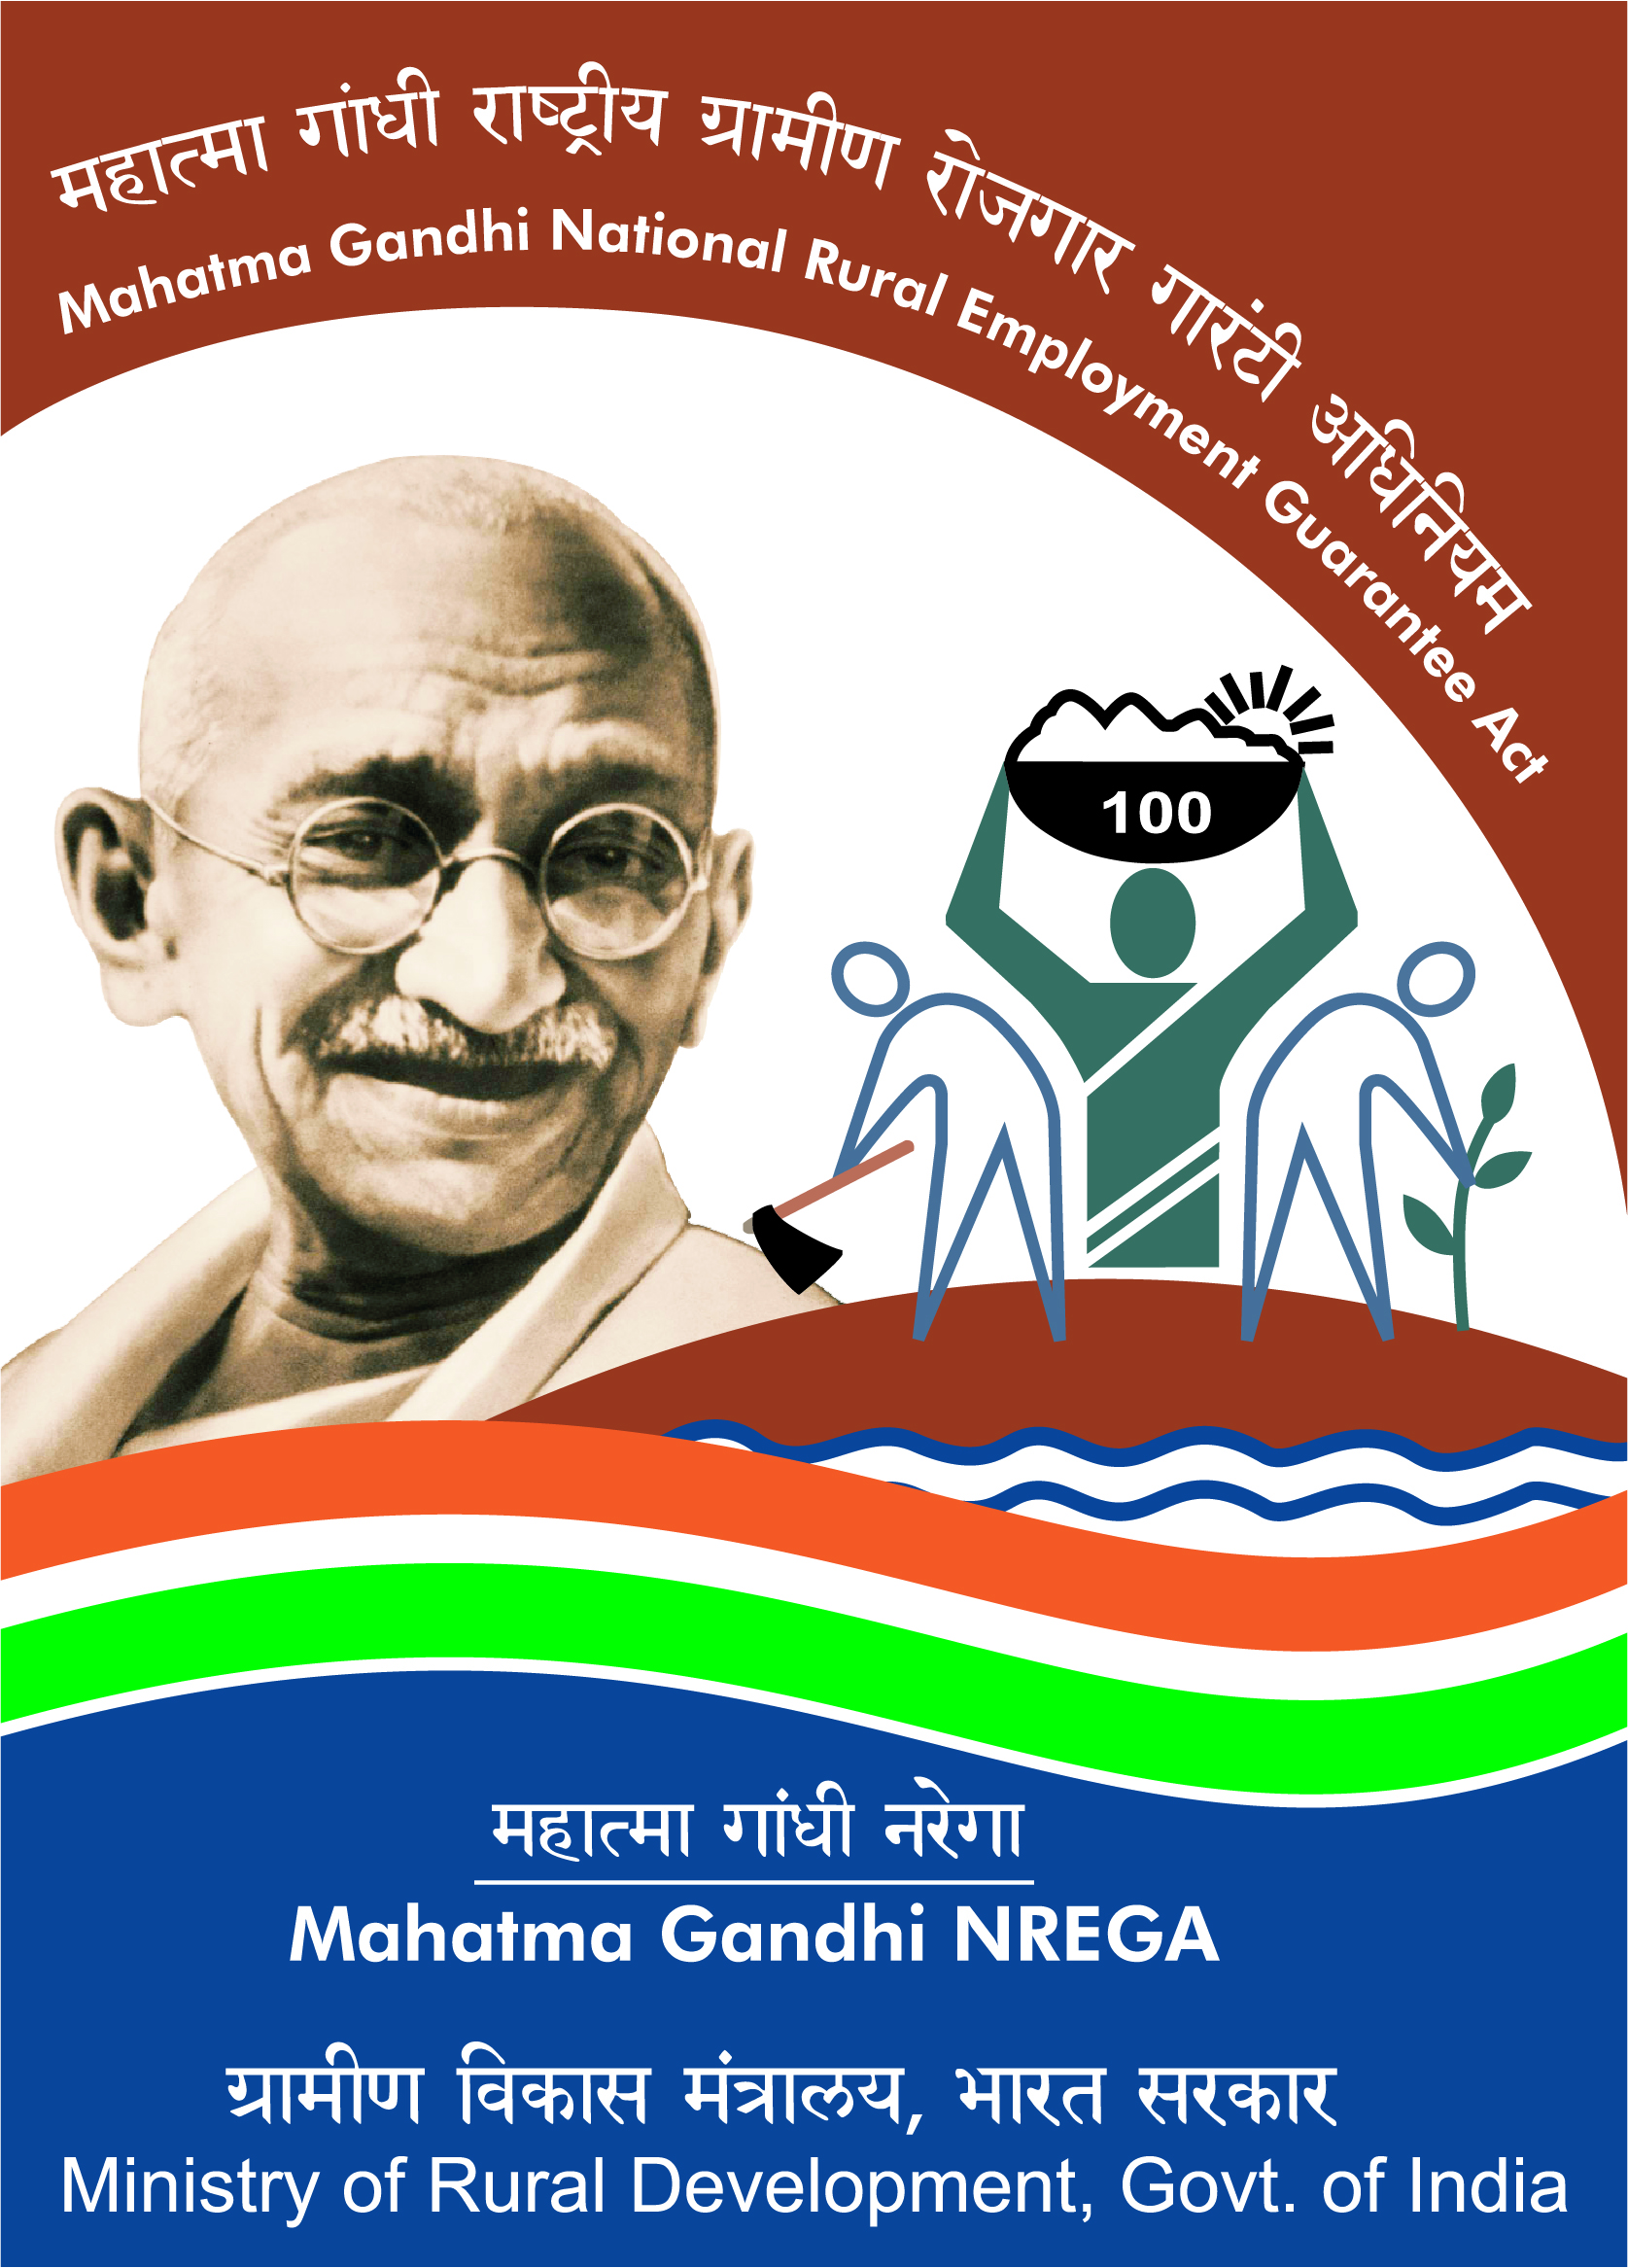 महात्मा गांधी राष्ट्रीय ग्रामीण रोजगार गारंटी अधिनियम
Mahatma Gandhi National Rural Employment Guarantee Act
100
महात्मा गांधी नरेगा
Mahatma Gandhi NREGA
ग्रामीण विकास मंत्रालय, भारत सरकार
Ministry of Rural Development, Govt. of India